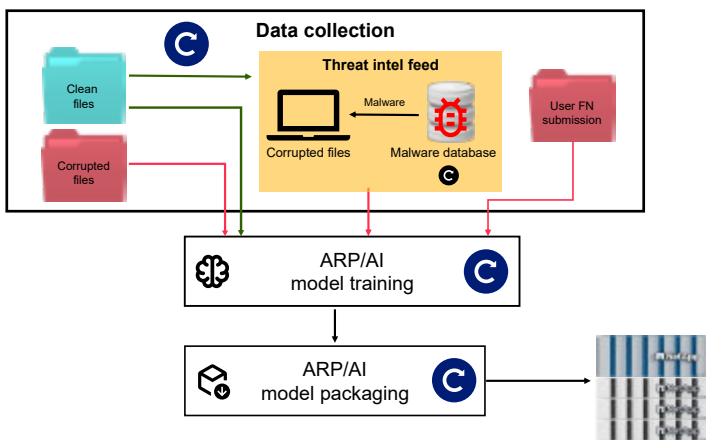 Data collection
Threat intel feed
Clean
files
Malware
Corrupted files
Malware database
User FN
submission
Corrupted
files
ARP/AI
model training
ARP/AI
model packaging